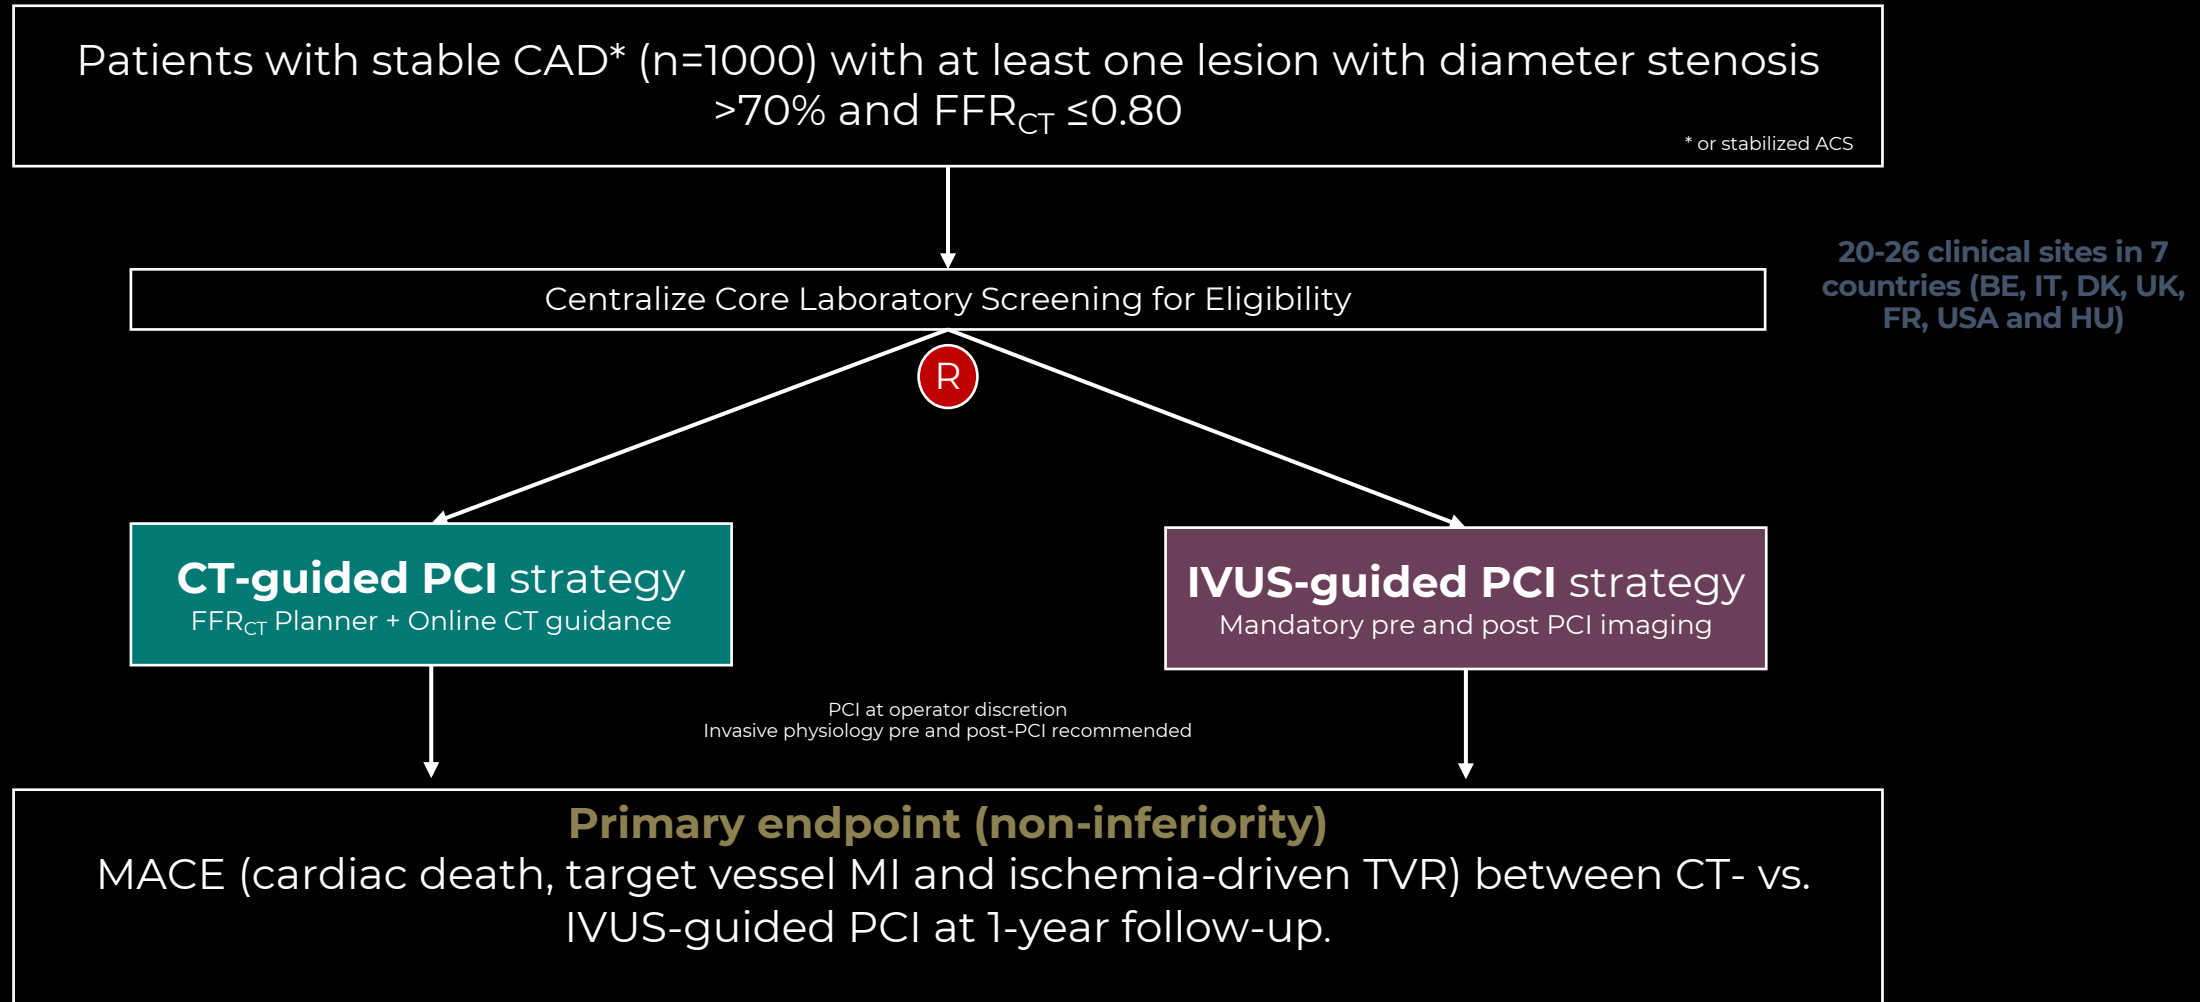 Patients with stable CAD* (n=1000) with at least one lesion with diameter stenosis
>70% and FFRCT ≤0.80
* or stabilized ACS
Centralize Core Laboratory Screening for Eligibility
20-26 clinical sites in 7
countries (BE, IT, DK, UK,
FR, USA and HU)
R
CT-guided PCI strategy
FFRCT Planner + Online CT guidance
IVUS-guided PCI strategy
Mandatory pre and post PCI imaging
PCI at operator discretion
Invasive physiology pre and post-PCI recommended
Primary endpoint (non-inferiority)
MACE (cardiac death, target vessel MI and ischemia-driven TVR) between CT- vs.
IVUS-guided PCI at 1-year follow-up.